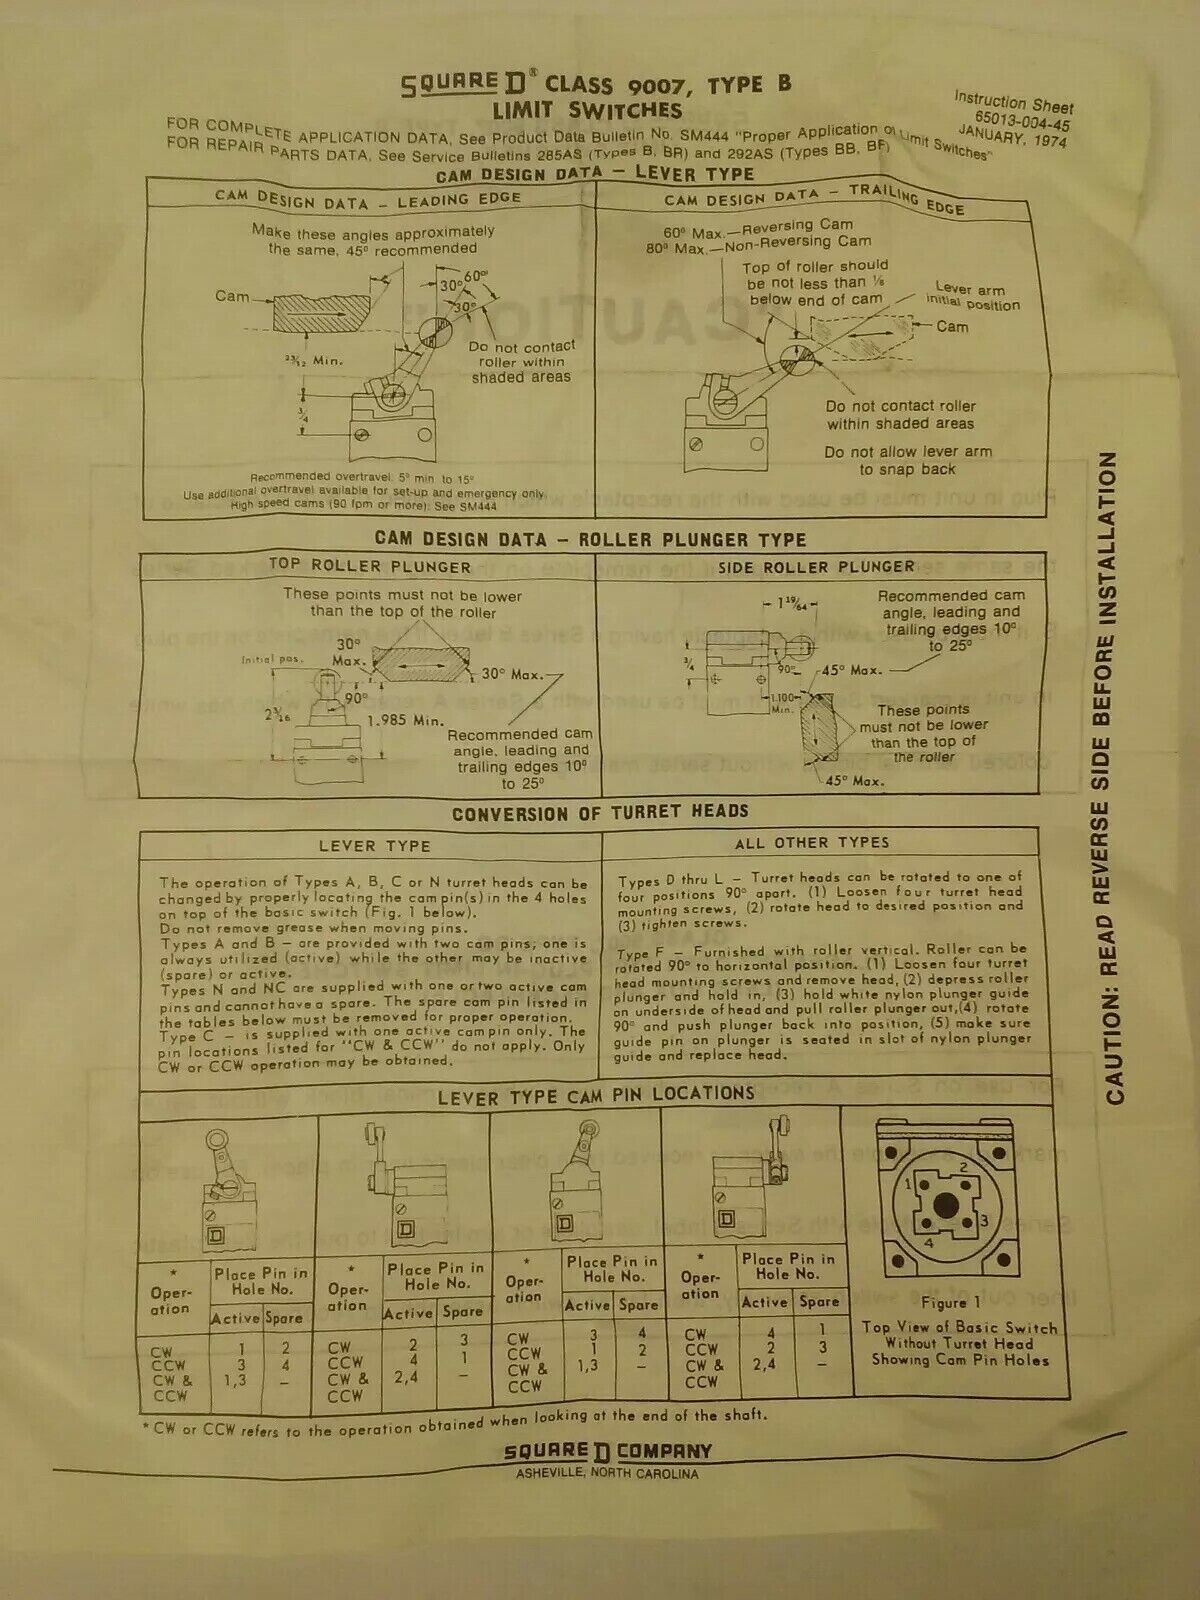 SQUARE D® CLASS 9007, TYPE B
LIMIT SWITCHES
Instruction Sheet
65013-004-45
JANUARY, 1974
FOR COMPLETE APPLICATION DATA, See Product Data Bulletin No. SM444 "Proper Application of Limit Switches"
FOR REPAIR PARTS DATA, See Service Bulletins 285AS (Types B, BR) and 292AS (Types BB, BF)
CAM DESIGN DATA – LEVER TYPE
CAM DESIGN DATA – LEADING EDGE
Make these angles approximately
the same, 45° recommended
Cam
60°
30°
30°
Min.
3/4
Do not contact
roller within
shaded areas
Recommended overtravel: 5° min to 15°
Use additional overtravel available for set-up and emergency only
High speed cams (90 fpm or more): See SM444
CAM DESIGN DATA – TRAILING EDGE
60° Max.—Reversing Cam
80° Max.—Non-Reversing Cam
Top of roller should
be not less than 1/8
below end of cam
Lever arm
initial position
Cam
Do not contact roller
within shaded areas
Do not allow lever arm
to snap back
CAM DESIGN DATA – ROLLER PLUNGER TYPE
TOP ROLLER PLUNGER
These points must not be lower
than the top of the roller
Initial pos.
30°
Max.
30° Max.
90°
2 3/16
1.985 Min.
Recommended cam
angle, leading and
trailing edges 10°
to 25°
SIDE ROLLER PLUNGER
1 19/64
3/4
90°
45° Max.
1.100
Min.
45° Max.
Recommended cam
angle, leading and
trailing edges 10°
to 25°
These points
must not be lower
than the top of
the roller
CONVERSION OF TURRET HEADS
LEVER TYPE
The operation of Types A, B, C or N turret heads can be
changed by properly locating the cam pin(s) in the 4 holes
on top of the basic switch (Fig. 1 below).
Do not remove grease when moving pins.
Types A and B – are provided with two cam pins; one is
always utilized (active) while the other may be inactive
(spare) or active.
Types N and NC are supplied with one or two active cam
pins and cannot have a spare. The spare cam pin listed in
the tables below must be removed for proper operation.
Type C – is supplied with one active cam pin only. The
pin locations listed for "CW & CCW" do not apply. Only
CW or CCW operation may be obtained.
ALL OTHER TYPES
Types D thru L – Turret heads can be rotated to one of
four positions 90° apart. (1) Loosen four turret head
mounting screws, (2) rotate head to desired position and
(3) tighten screws.
Type F – Furnished with roller vertical. Roller can be
rotated 90° to horizontal position. (1) Loosen four turret
head mounting screws and remove head, (2) depress roller
plunger and hold in, (3) hold white nylon plunger guide
on underside of head and pull roller plunger out, (4) rotate
90° and push plunger back into position, (5) make sure
guide pin on plunger is seated in slot of nylon plunger
guide and replace head.
LEVER TYPE CAM PIN LOCATIONS
* Oper-ation Place Pin in Hole No. Active Spare
CW 1 2
CCW 3 4
CW & CCW 1,3 –
* Oper-ation Place Pin in Hole No. Active Spare
CW 2 3
CCW 4 1
CW & CCW 2,4 –
* Oper-ation Place Pin in Hole No. Active Spare
CW 3 4
CCW 1 2
CW & CCW 1,3 –
* Oper-ation Place Pin in Hole No. Active Spare
CW 4 1
CCW 2 3
CW & CCW 2,4 –
1
2
3
4
Figure 1
Top View of Basic Switch
Without Turret Head
Showing Cam Pin Holes
* CW or CCW refers to the operation obtained when looking at the end of the shaft.
SQUARE D COMPANY
ASHEVILLE, NORTH CAROLINA
CAUTION: READ REVERSE SIDE BEFORE INSTALLATION